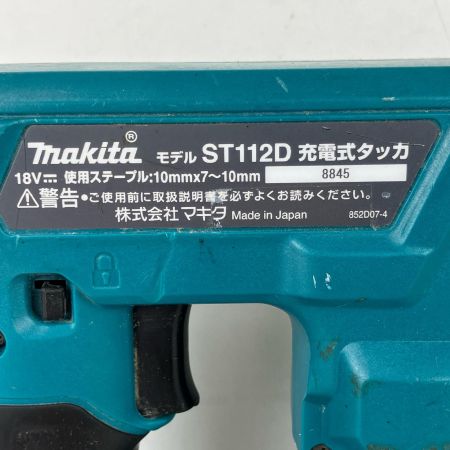 makita® モデル ST112D 充電式タッカ
18V⎓ 使用ステープル:10mmx7～10mm 8845
⚠警告●ご使用前に取扱説明書を必ずよくお読みください。
株式会社マキタ Made in Japan 852D07-4